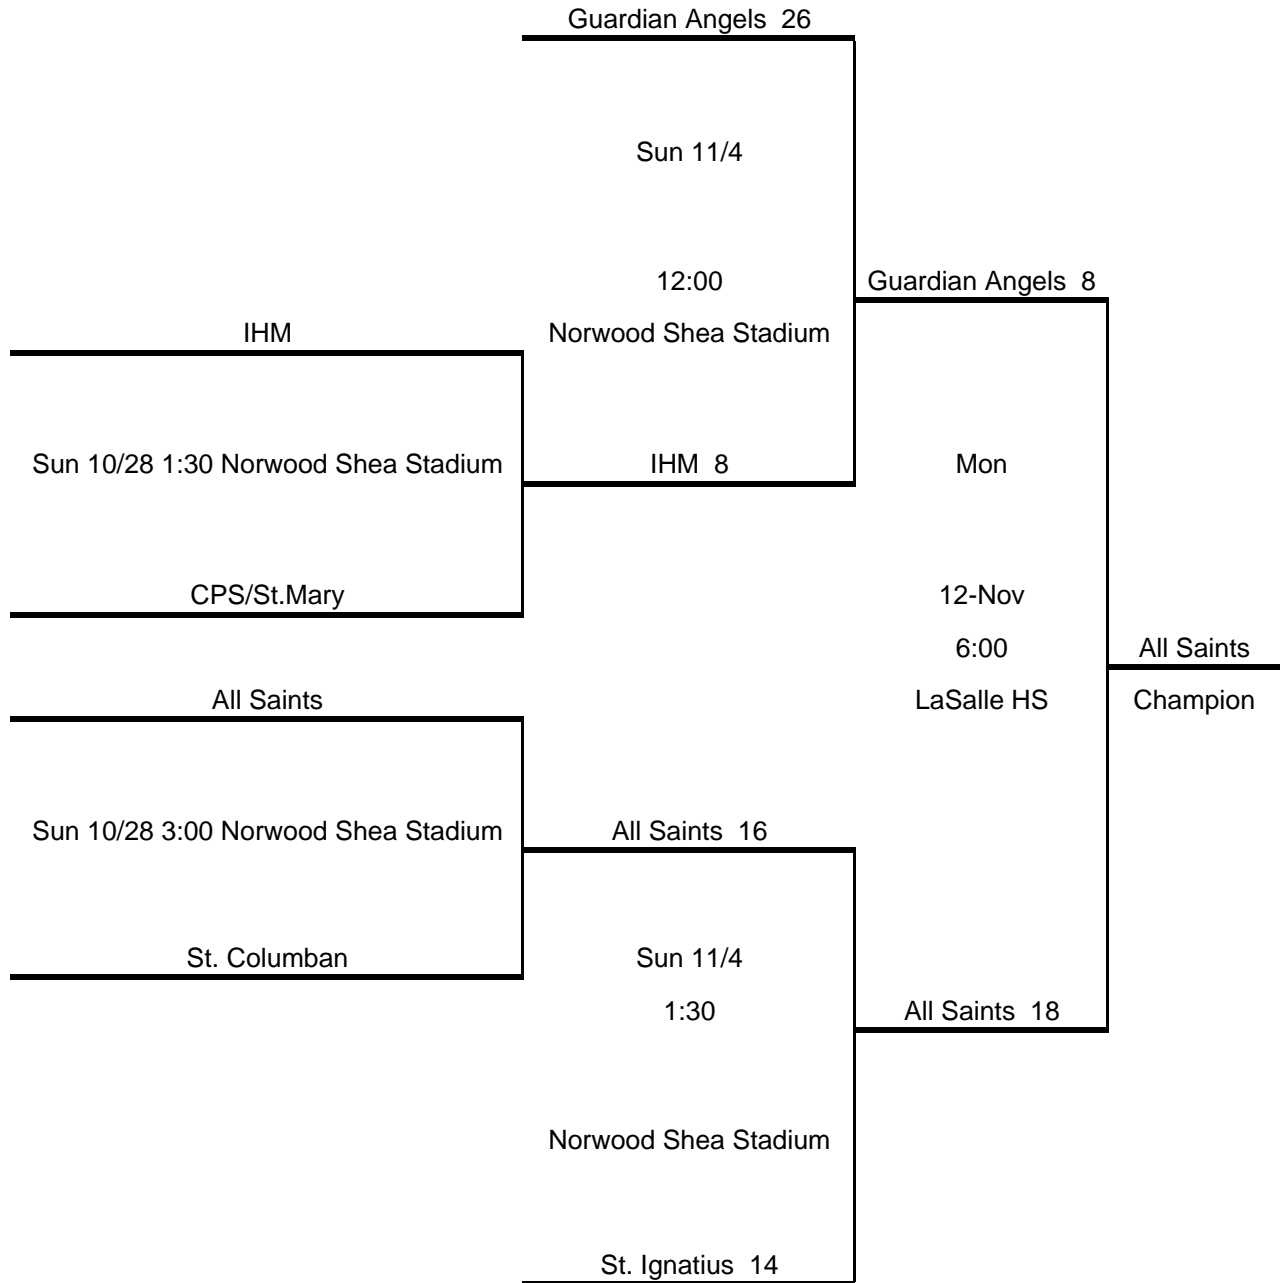 Guardian Angels 26
Sun 11/4
12:00
Guardian Angels 8
IHM
Norwood Shea Stadium
Sun 10/28 1:30 Norwood Shea Stadium
IHM 8
Mon
CPS/St.Mary
12-Nov
6:00
All Saints
All Saints
LaSalle HS
Champion
Sun 10/28 3:00 Norwood Shea Stadium
All Saints 16
St. Columban
Sun 11/4
1:30
All Saints 18
Norwood Shea Stadium
St. Ignatius 14